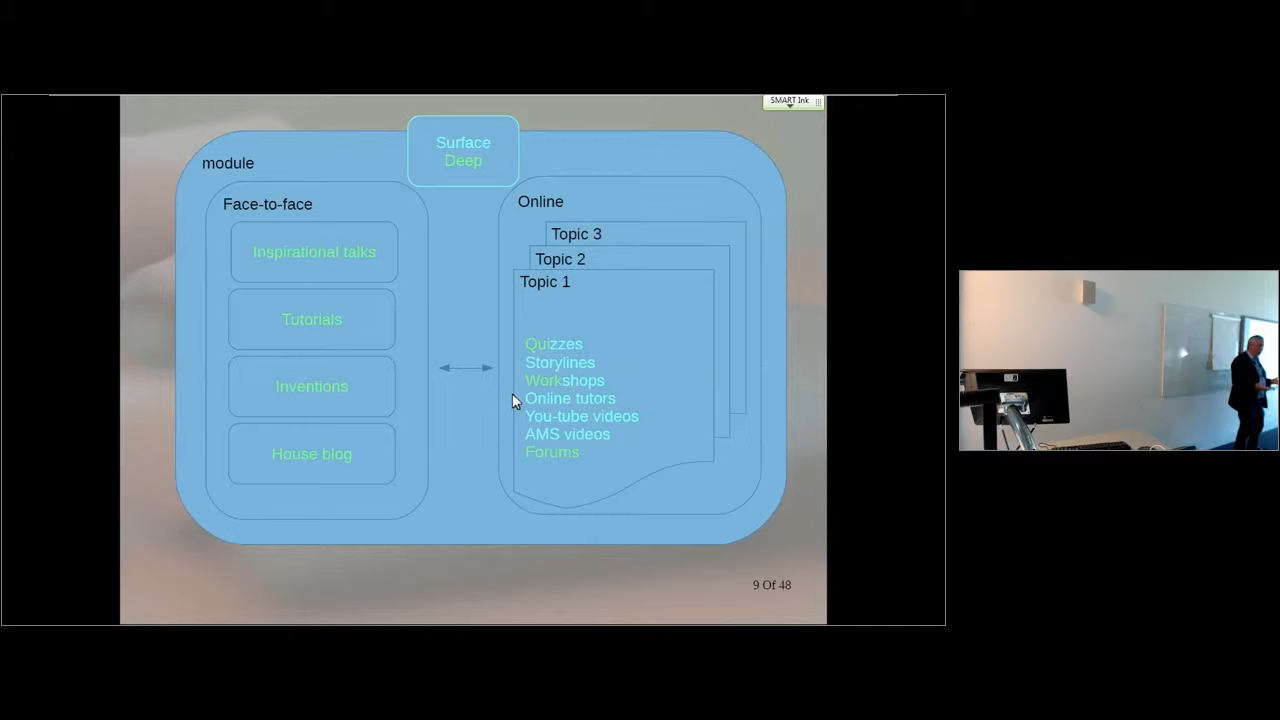 SMART Ink
Surface
Deep
module
Face-to-face
Inspirational talks
Tutorials
Inventions
House blog
Online
Topic 3
Topic 2
Topic 1
Quizzes
Storylines
Workshops
Online tutors
You-tube videos
AMS videos
Forums
9 Of 48